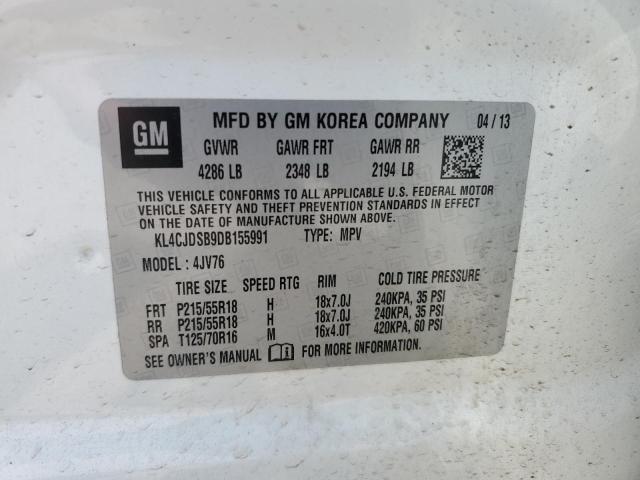 GM MFD BY GM KOREA COMPANY 04 / 13
GVWR GAWR FRT GAWR RR
4286 LB 2348 LB 2194 LB
THIS VEHICLE CONFORMS TO ALL APPLICABLE U.S. FEDERAL MOTOR
VEHICLE SAFETY AND THEFT PREVENTION STANDARDS IN EFFECT
ON THE DATE OF MANUFACTURE SHOWN ABOVE.
KL4CJDSB9DB155991 TYPE: MPV
MODEL : 4JV76
TIRE SIZE SPEED RTG RIM COLD TIRE PRESSURE
FRT P215/55R18 H 18x7.0J 240KPA, 35 PSI
RR P215/55R18 H 18x7.0J 240KPA, 35 PSI
SPA T125/70R16 M 16x4.0T 420KPA, 60 PSI
SEE OWNER'S MANUAL FOR MORE INFORMATION.